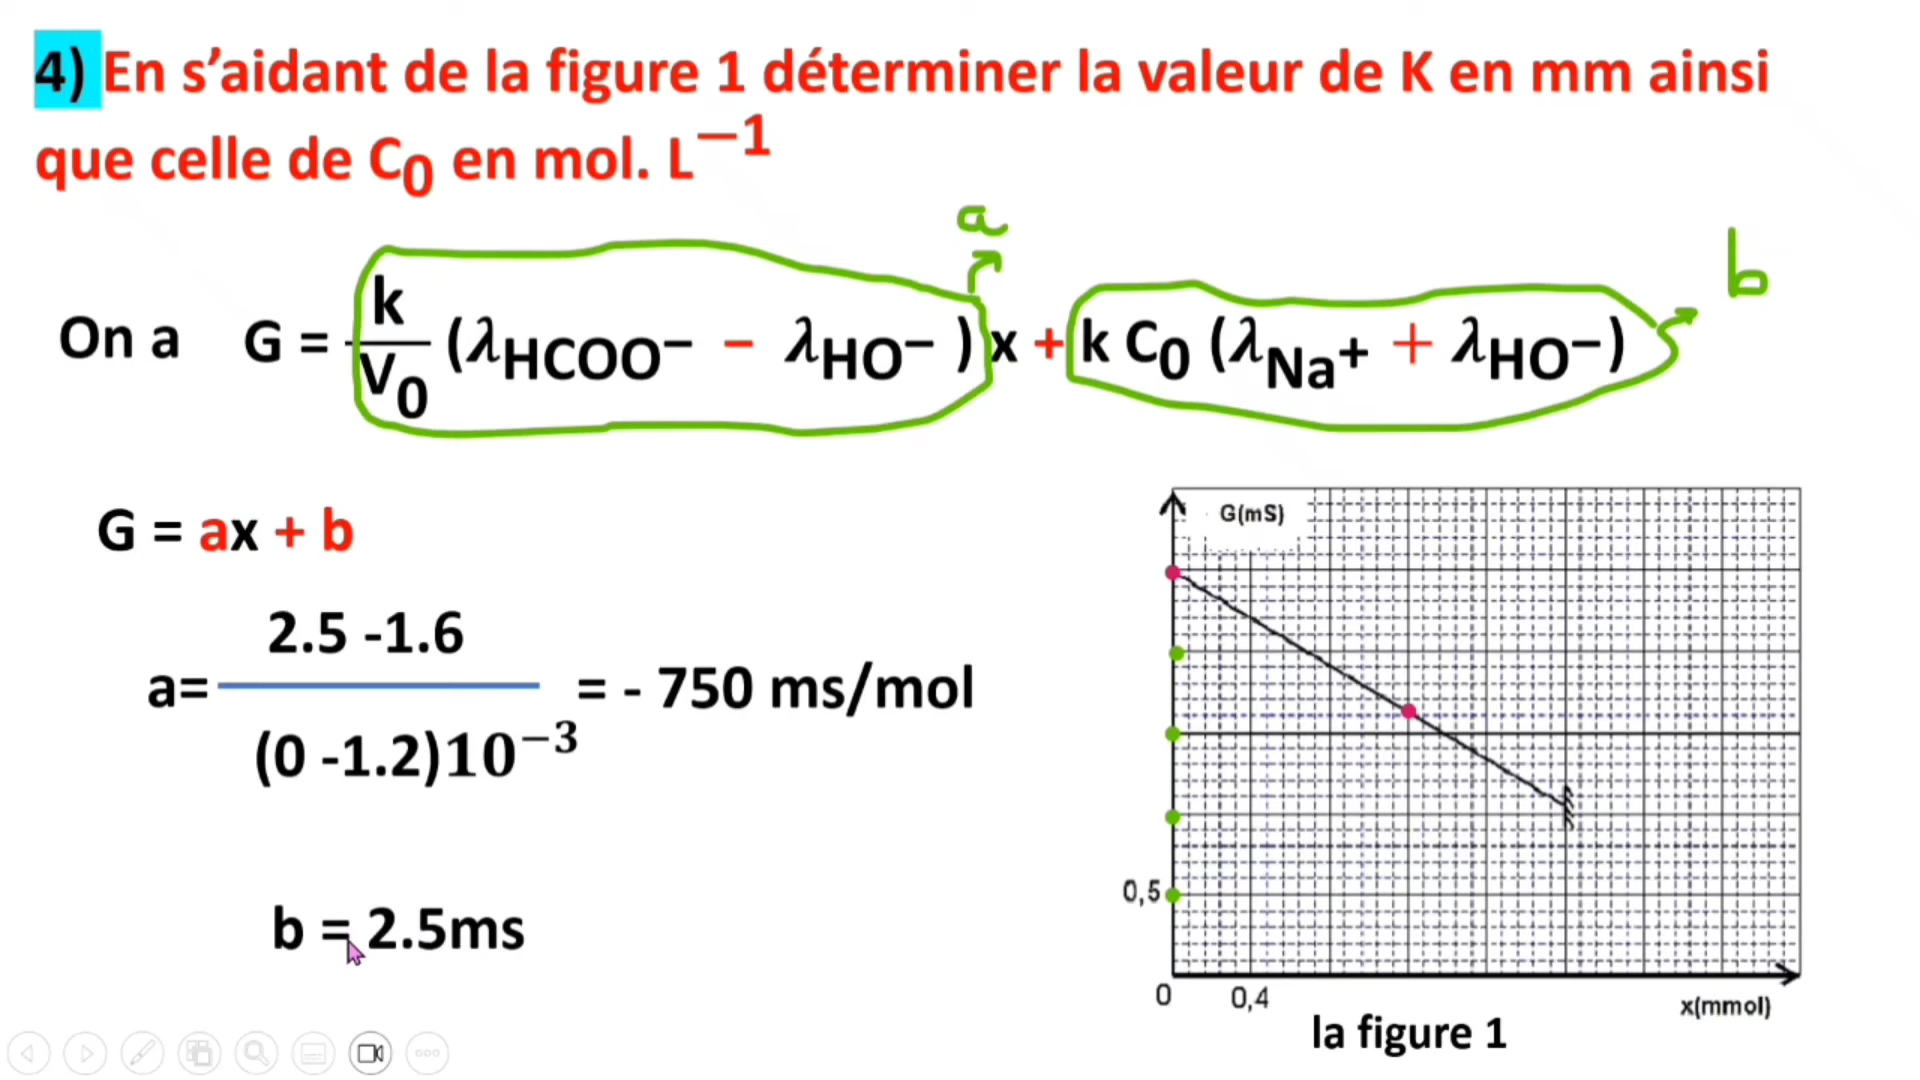 4) En s’aidant de la figure 1 déterminer la valeur de K en mm ainsi
que celle de C₀ en mol. L⁻¹
a
b
On a G = k/V₀ (λHCOO⁻ − λHO⁻ ) x + k C₀ (λNa⁺ + λHO⁻)
G = ax + b
2.5 -1.6
a= = - 750 ms/mol
(0 -1.2)10⁻³
b = 2.5ms
G(mS)
0,5
0 0,4 x(mmol)
la figure 1